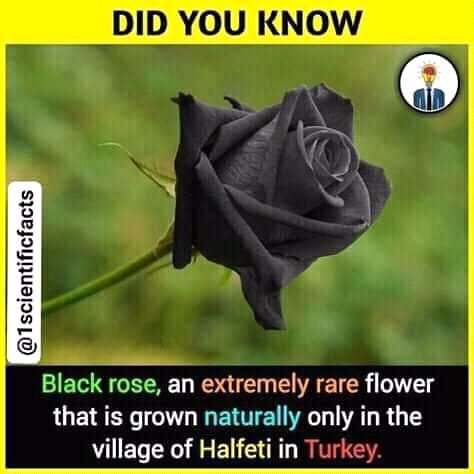 DID YOU KNOW
@1scientificfacts
Black rose, an extremely rare flower
that is grown naturally only in the
village of Halfeti in Turkey.